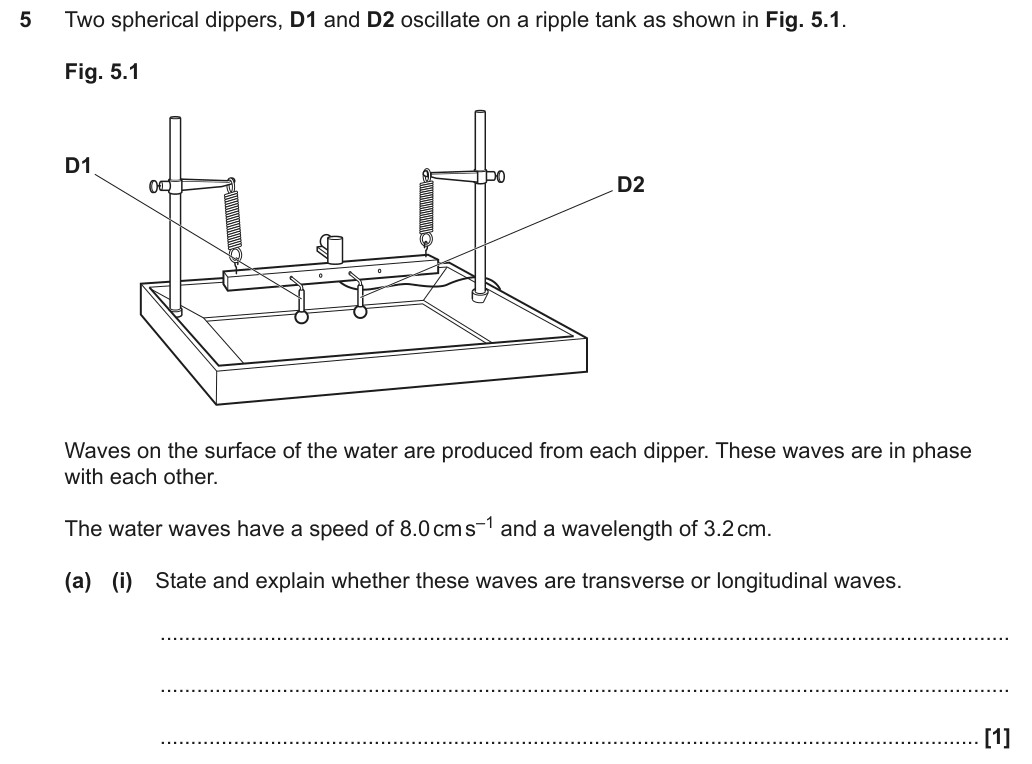 5 Two spherical dippers, D1 and D2 oscillate on a ripple tank as shown in Fig. 5.1.
Fig. 5.1
D1
D2
Waves on the surface of the water are produced from each dipper. These waves are in phase
with each other.
The water waves have a speed of 8.0 cm s⁻¹ and a wavelength of 3.2 cm.
(a) (i) State and explain whether these waves are transverse or longitudinal waves.
[1]